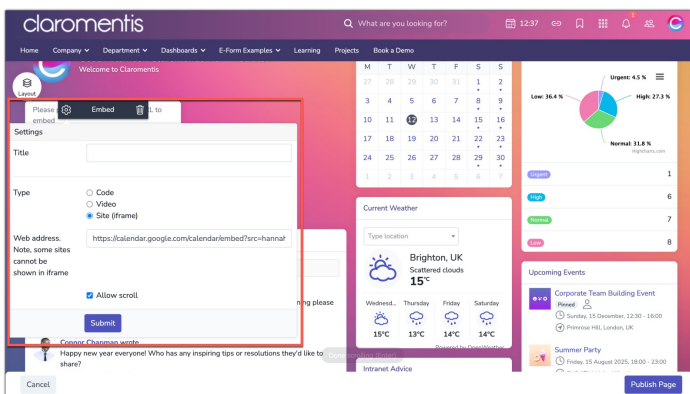 claromentis
What are you looking for?
12:37
2
Home Company Department Dashboards E-Form Examples Learning Projects Book a Demo
Welcome to Claromentis
Layout
Please
Embed
L to
embed
Settings
Title
Type
Code
Video
Site (iframe)
Web address.
Note, some sites
cannot be
shown in iframe
https://calendar.google.com/calendar/embed?src=hannah
Allow scroll
Submit
ng please
Connor Chapman wrote
Happy new year everyone! Who has any inspiring tips or resolutions they'd like to
share?
M T W T F S S
27 28 29 30 31 1 2
3 4 5 6 7 8 9
10 11 12 13 14 15 16
17 18 19 20 21 22 23
24 25 26 27 28 29 30
1 2 3 4 5 6 7
Current Weather
Type location
Brighton, UK
Scattered clouds
15°C
Wednesd... Thursday Friday Saturday
15°C 13°C 14°C 14°C
Powered by OpenWeather
Intranet Advice
Urgent: 4.5 %
Low: 36.4 %
High: 27.3 %
Normal: 31.8 %
Highcharts.com
Urgent 1
High 6
Normal 7
Low 8
Upcoming Events
Corporate Team Building Event
Pinned
Sunday, 15 December, 12:30 - 16:00
Primrose Hill, London, UK
Summer Party
Friday, 15 August 2025, 18:00 - 23:00
Cancel
Publish Page